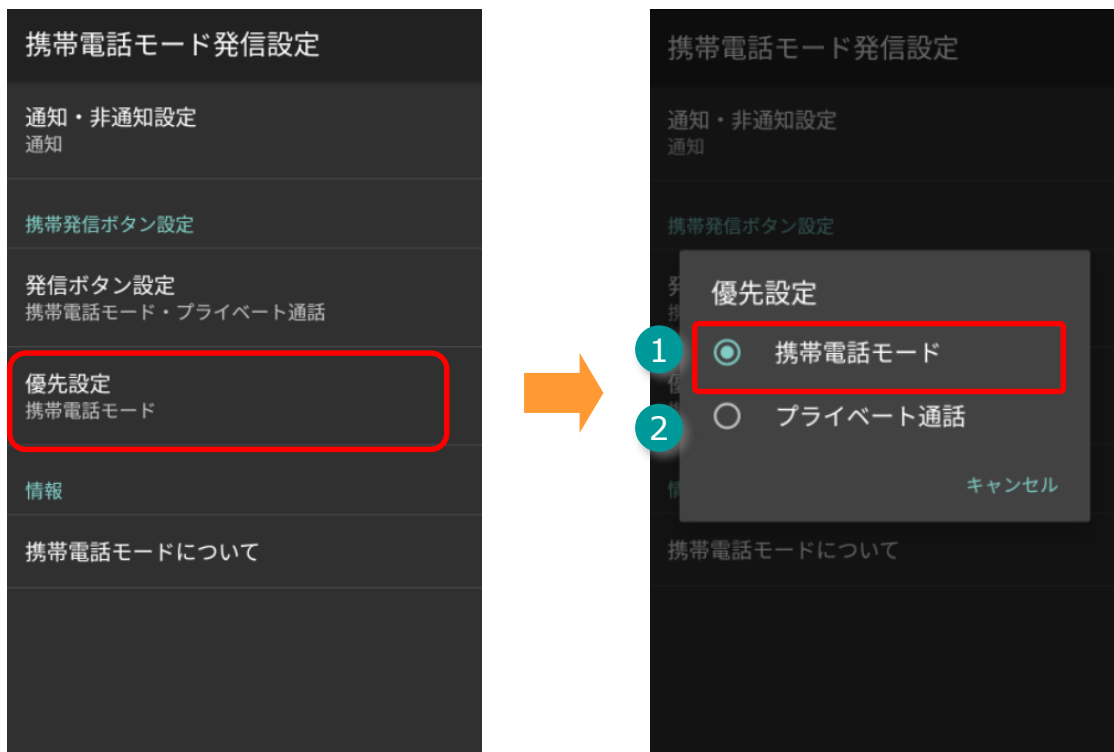 携帯電話モード発信設定
通知・非通知設定
通知
携帯発信ボタン設定
発信ボタン設定
携帯電話モード・プライベート通話
優先設定
携帯電話モード
情報
携帯電話モードについて
携帯電話モード発信設定
通知・非通知設定
通知
携帯発信ボタン設定
発
携
優先設定
1
携帯電話モード
優
2
プライベート通話
キャンセル
情
携帯電話モードについて